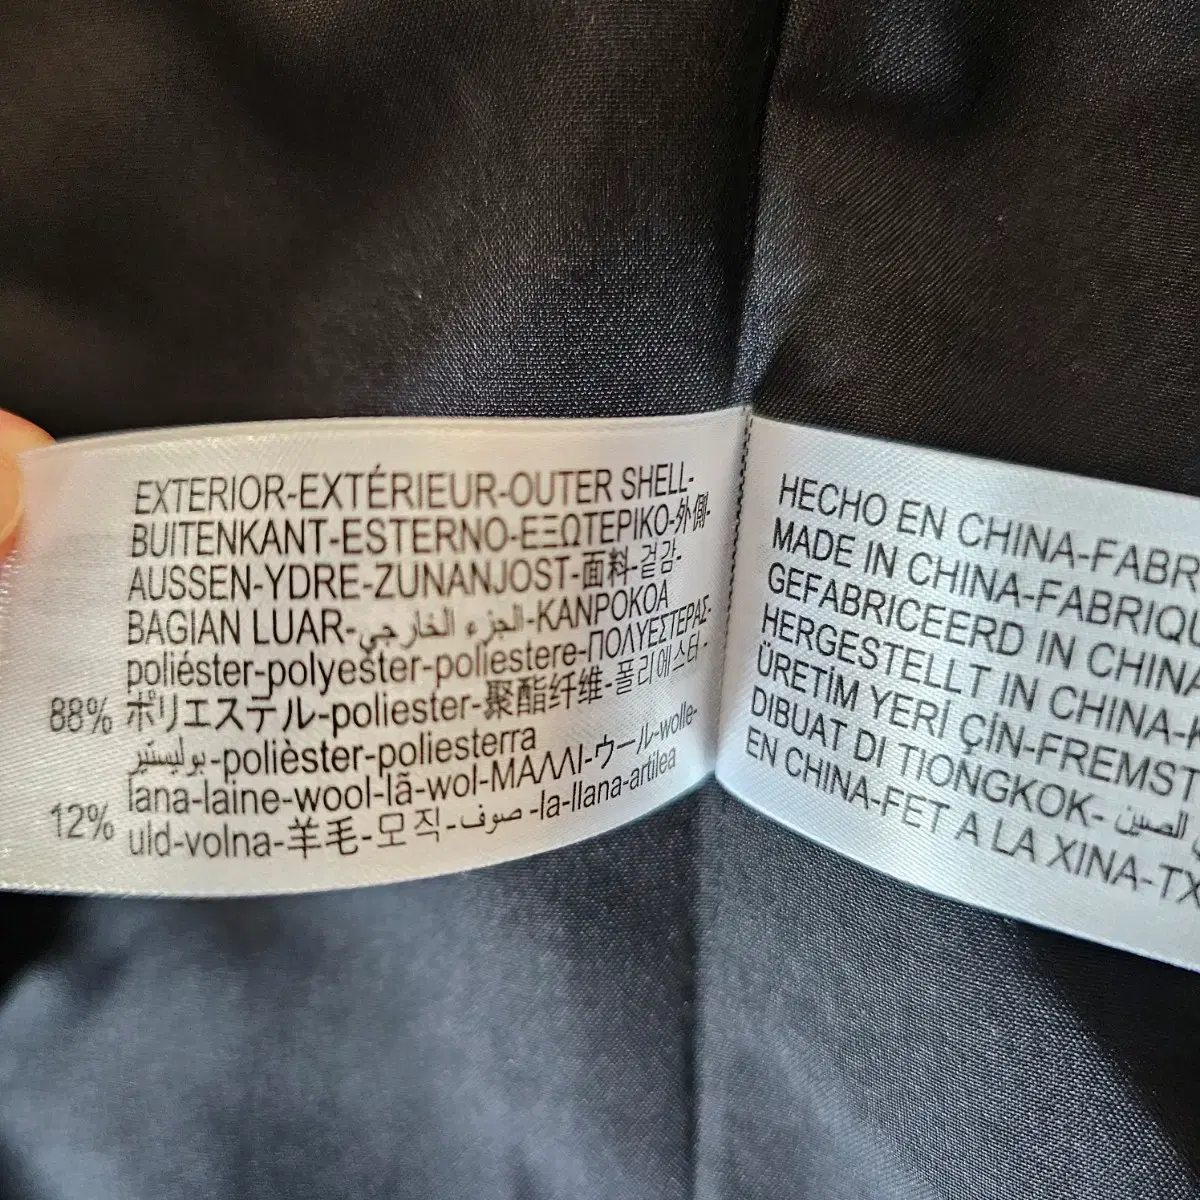 EXTERIOR-EXTÉRIEUR-OUTER SHELL-
BUITENKANT-ESTERNO-ΕΞΩΤΕΡΙΚΟ-外側-
AUSSEN-YDRE-ZUNANJOST-面料-겉감-
BAGIAN LUAR-الجزء الخارجي-KANPOKOA
poliéster-polyester-poliestere-ΠΟΛΥΕΣΤΕΡΑΣ-
88% ポリエステル-poliester-聚酯纤维-폴리에스터-
بوليستير-polièster-poliesterra
12% lana-laine-wool-lã-wol-ΜΑΛΛΙ-ウール-wolle-
uld-volna-羊毛-모직-صوف-la-llana-artilea
HECHO EN CHINA-FABR
MADE IN CHINA-FABRIQU
GEFABRICEERD IN CHINA
HERGESTELLT IN CHINA-K
ÜRETİM YERİ ÇİN-FREMST
DIBUAT DI TIONGKOK- الصين
EN CHINA-FET A LA XINA-TX